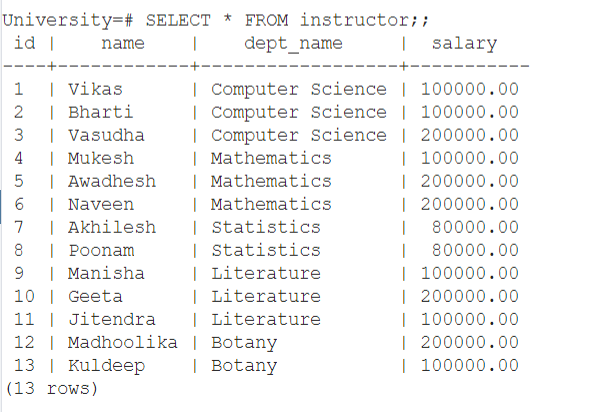 University=# SELECT * FROM instructor;;
 id |    name    |    dept_name     |  salary
----+------------+------------------+-----------
 1  | Vikas      | Computer Science | 100000.00
 2  | Bharti     | Computer Science | 100000.00
 3  | Vasudha    | Computer Science | 200000.00
 4  | Mukesh     | Mathematics      | 100000.00
 5  | Awadhesh   | Mathematics      | 200000.00
 6  | Naveen     | Mathematics      | 200000.00
 7  | Akhilesh   | Statistics       |  80000.00
 8  | Poonam     | Statistics       |  80000.00
 9  | Manisha    | Literature       | 100000.00
 10 | Geeta      | Literature       | 200000.00
 11 | Jitendra   | Literature       | 100000.00
 12 | Madhoolika | Botany           | 200000.00
 13 | Kuldeep    | Botany           | 100000.00
(13 rows)